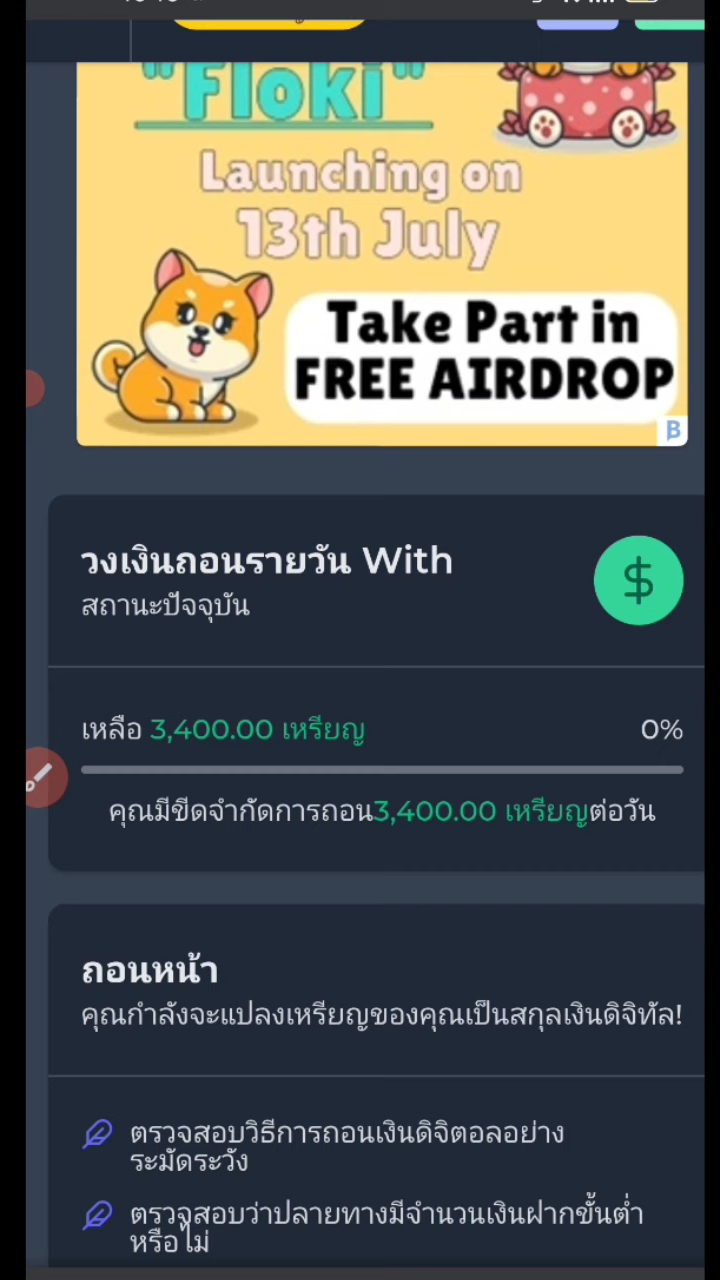 "Floki"
Launching on
13th July
Take Part in
FREE AIRDROP
วงเงินถอนรายวัน With
สถานะปัจจุบัน
เหลือ 3,400.00 เหรียญ
0%
คุณมีขีดจำกัดการถอน3,400.00 เหรียญต่อวัน
ถอนหน้า
คุณกำลังจะแปลงเหรียญของคุณเป็นสกุลเงินดิจิทัล!
ตรวจสอบวิธีการถอนเงินดิจิตอลอย่าง
ระมัดระวัง
ตรวจสอบว่าปลายทางมีจำนวนเงินฝากขั้นต่ำ
หรือไม่